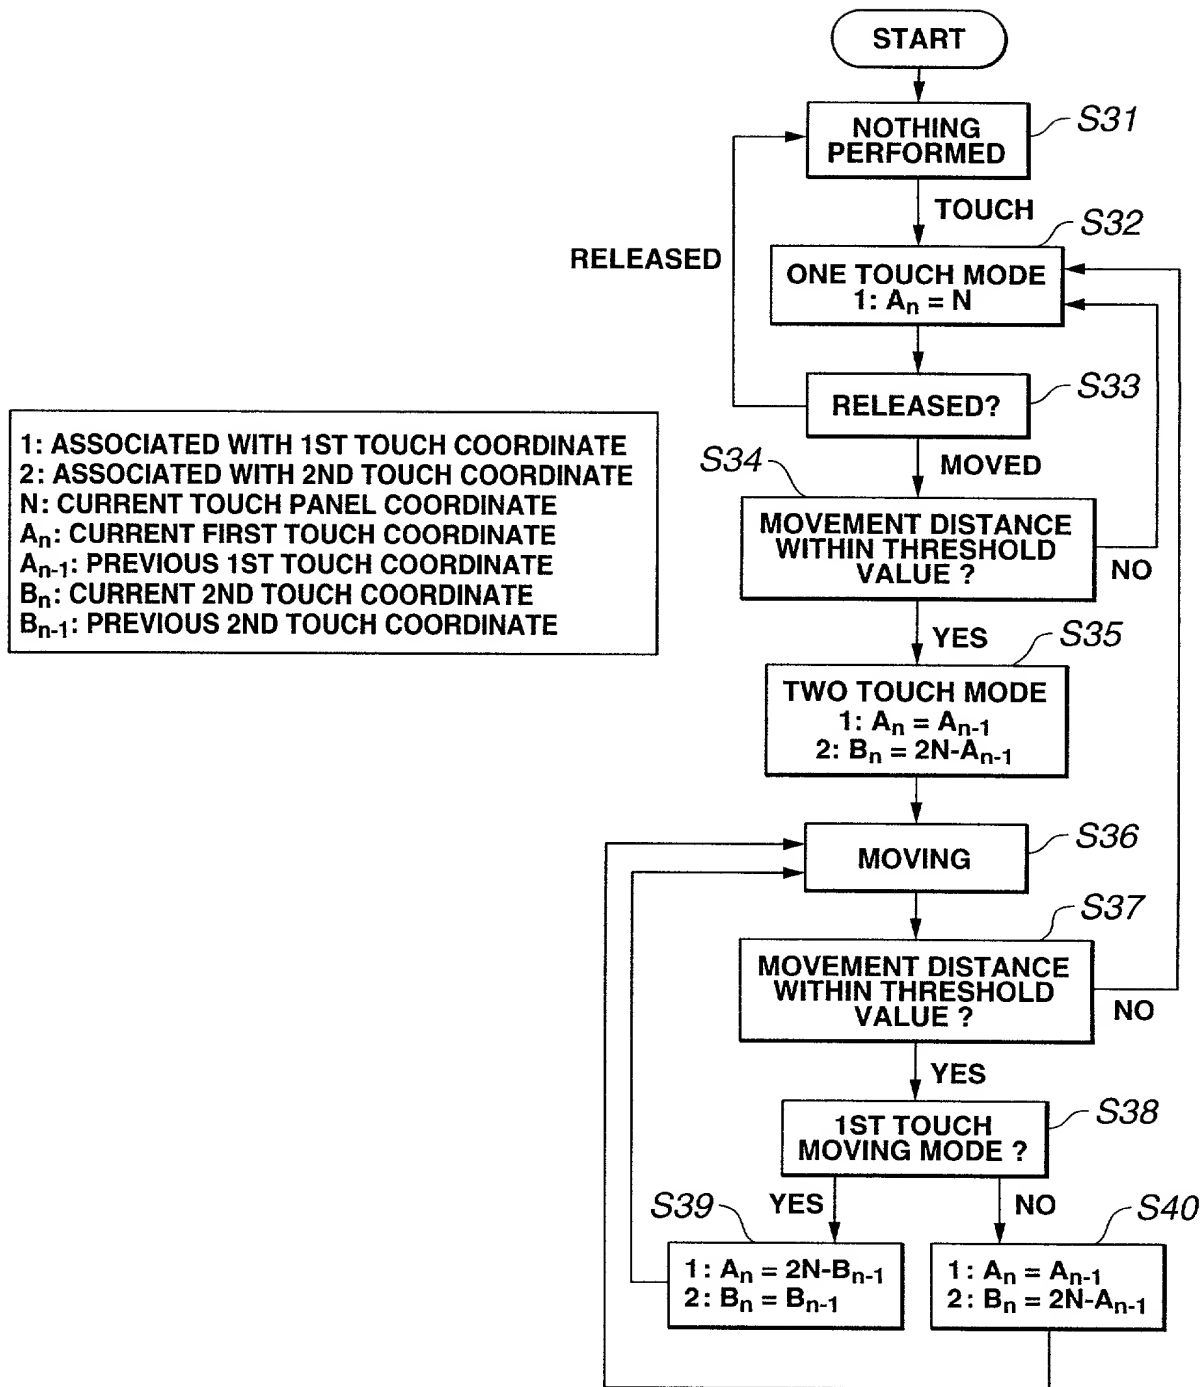 START
NOTHING
PERFORMED
S31
TOUCH
S32
RELEASED
ONE TOUCH MODE
1: An = N
RELEASED?
S33
1: ASSOCIATED WITH 1ST TOUCH COORDINATE
2: ASSOCIATED WITH 2ND TOUCH COORDINATE
N: CURRENT TOUCH PANEL COORDINATE
An: CURRENT FIRST TOUCH COORDINATE
An-1: PREVIOUS 1ST TOUCH COORDINATE
Bn: CURRENT 2ND TOUCH COORDINATE
Bn-1: PREVIOUS 2ND TOUCH COORDINATE
S34
MOVED
MOVEMENT DISTANCE
WITHIN THRESHOLD
VALUE ?
NO
YES
S35
TWO TOUCH MODE
1: An = An-1
2: Bn = 2N-An-1
MOVING
S36
S37
MOVEMENT DISTANCE
WITHIN THRESHOLD
VALUE ?
NO
YES
1ST TOUCH
MOVING MODE ?
S38
S39
YES
NO
S40
1: An = 2N-Bn-1
2: Bn = Bn-1
1: An = An-1
2: Bn = 2N-An-1